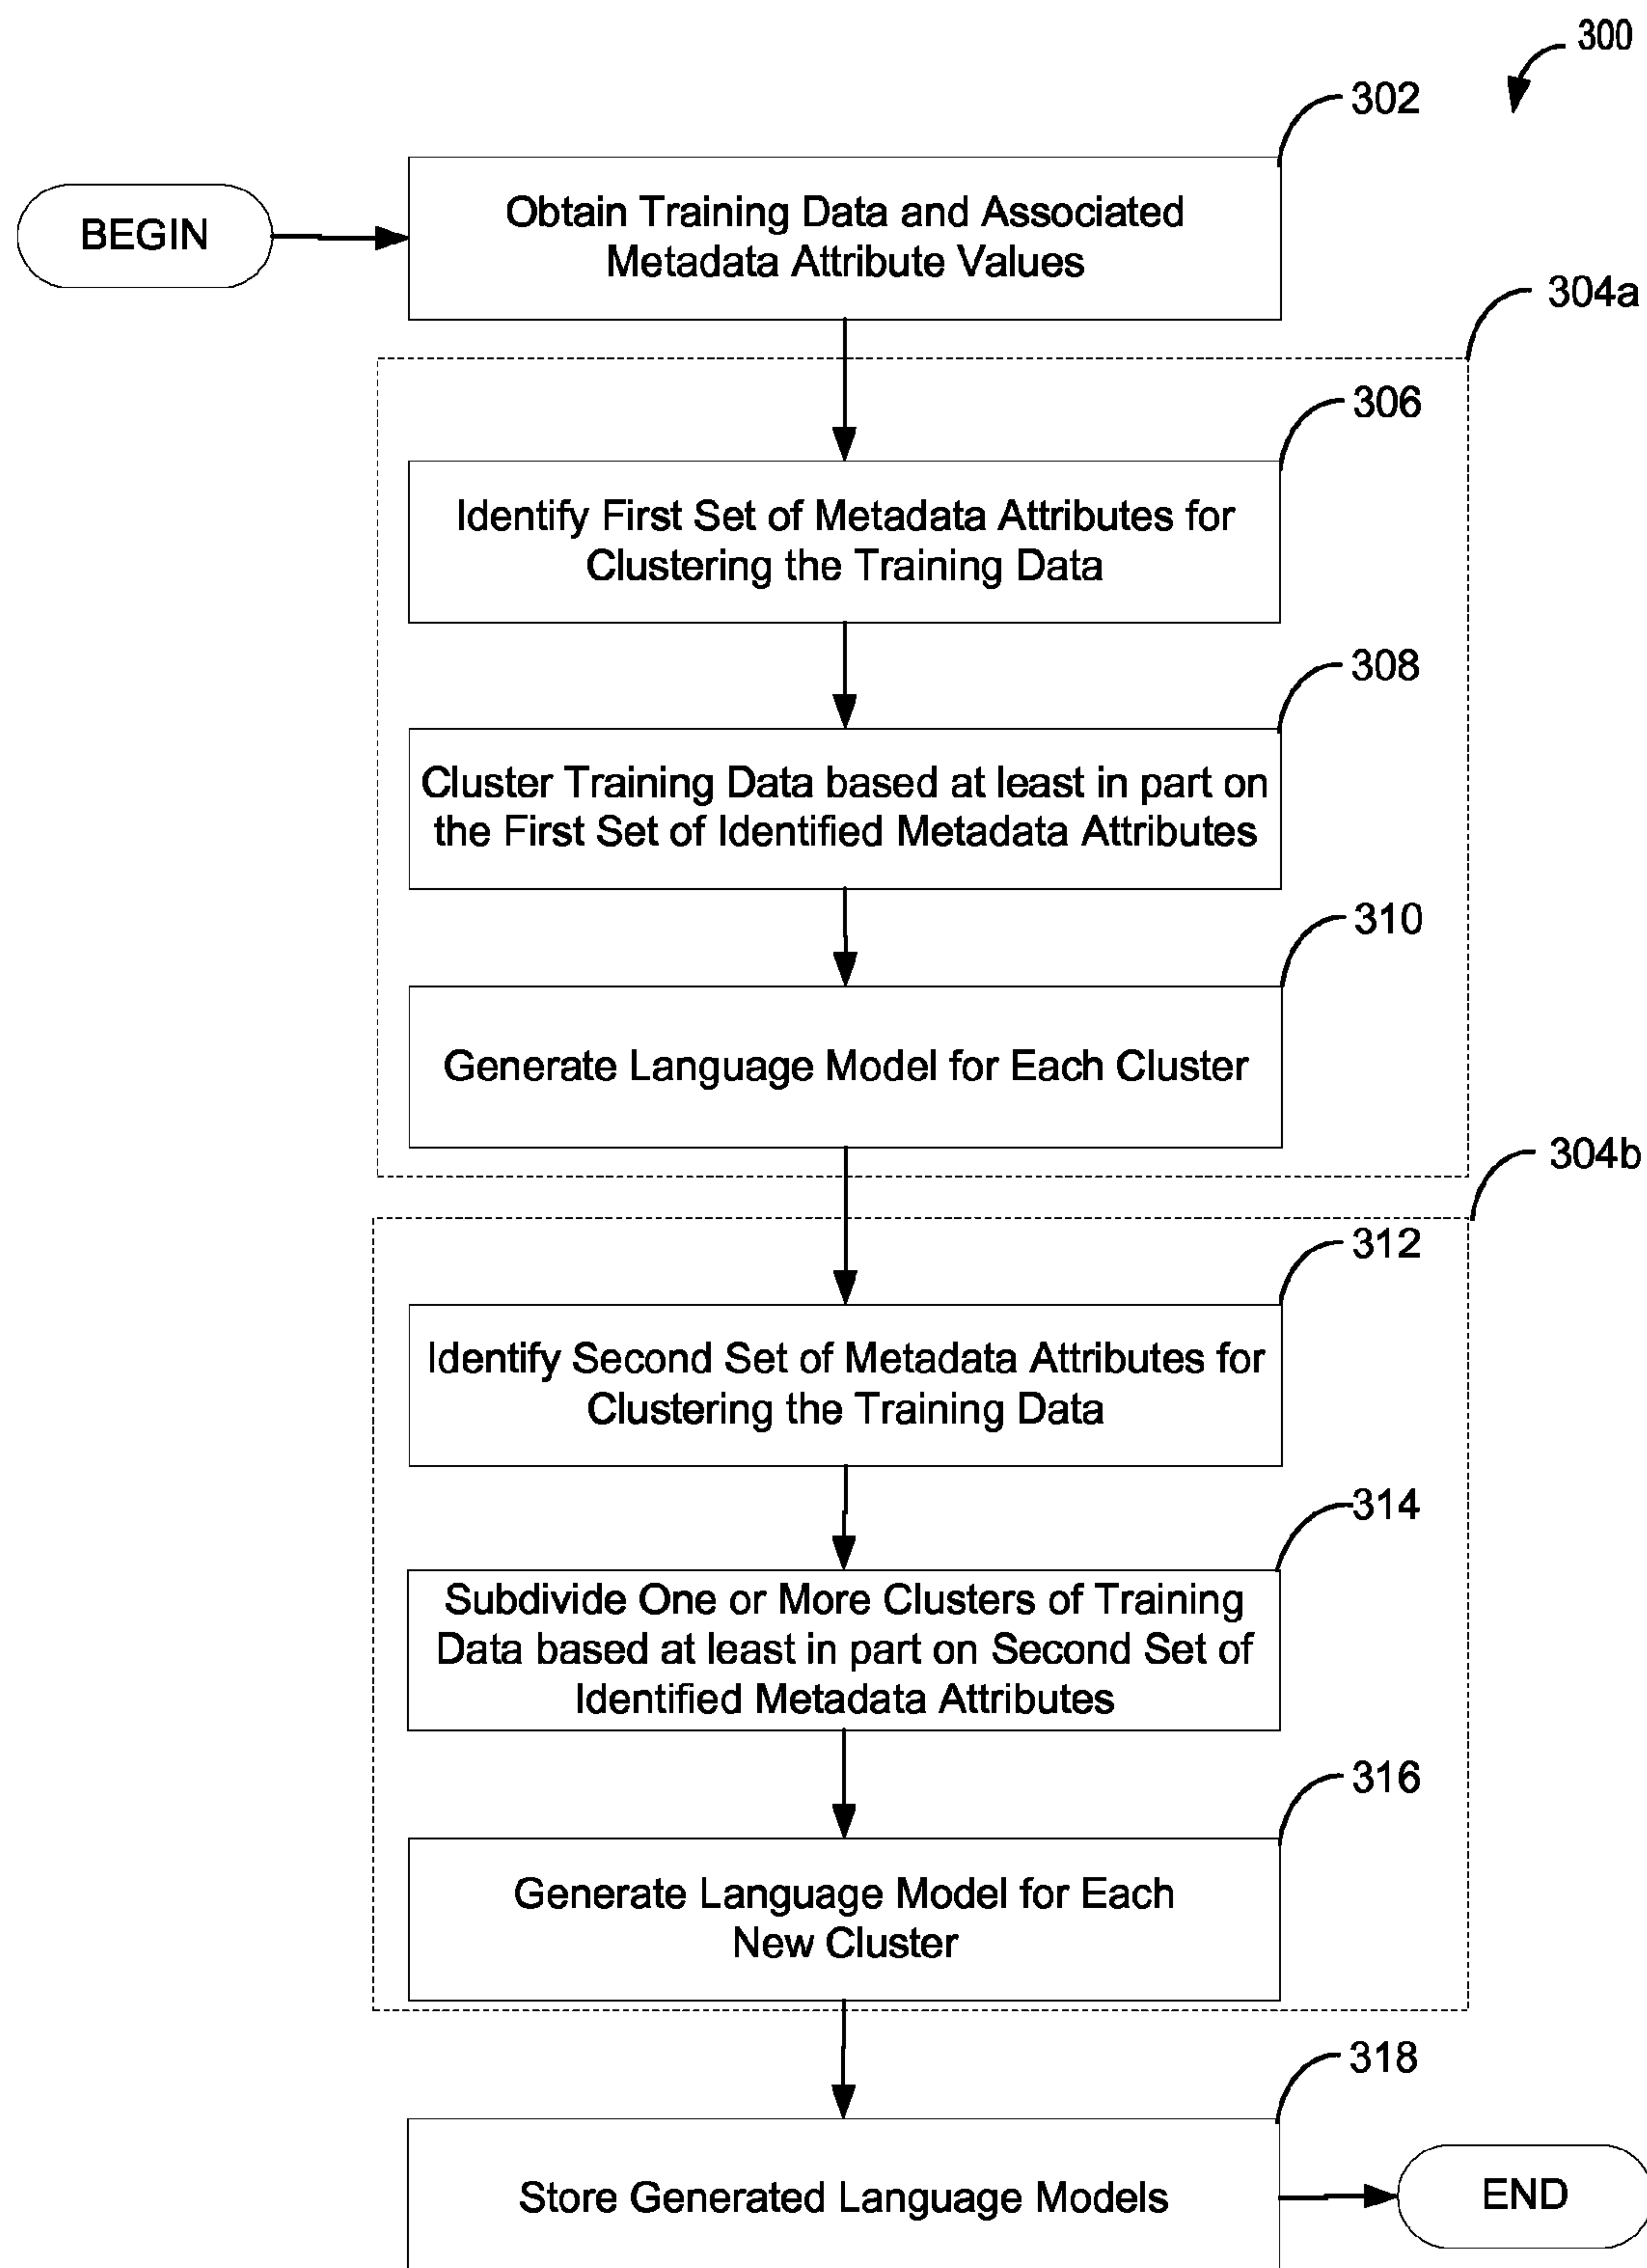 300
302
BEGIN
Obtain Training Data and Associated
Metadata Attribute Values
304a
306
Identify First Set of Metadata Attributes for
Clustering the Training Data
308
Cluster Training Data based at least in part on
the First Set of Identified Metadata Attributes
310
Generate Language Model for Each Cluster
304b
312
Identify Second Set of Metadata Attributes for
Clustering the Training Data
314
Subdivide One or More Clusters of Training
Data based at least in part on Second Set of
Identified Metadata Attributes
316
Generate Language Model for Each
New Cluster
318
Store Generated Language Models
END